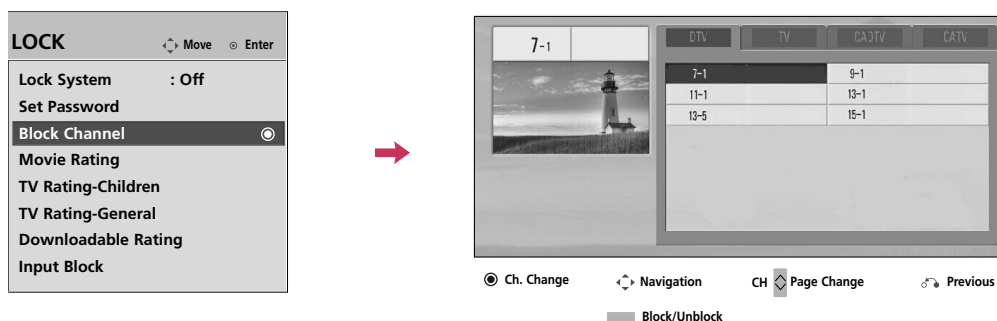 LOCK Move Enter
Lock System : Off
Set Password
Block Channel
Movie Rating
TV Rating-Children
TV Rating-General
Downloadable Rating
Input Block
7-1
DTV TV CADTV CATV
7-1 9-1
11-1 13-1
13-5 15-1
Ch. Change Navigation CH Page Change Previous
Block/Unblock